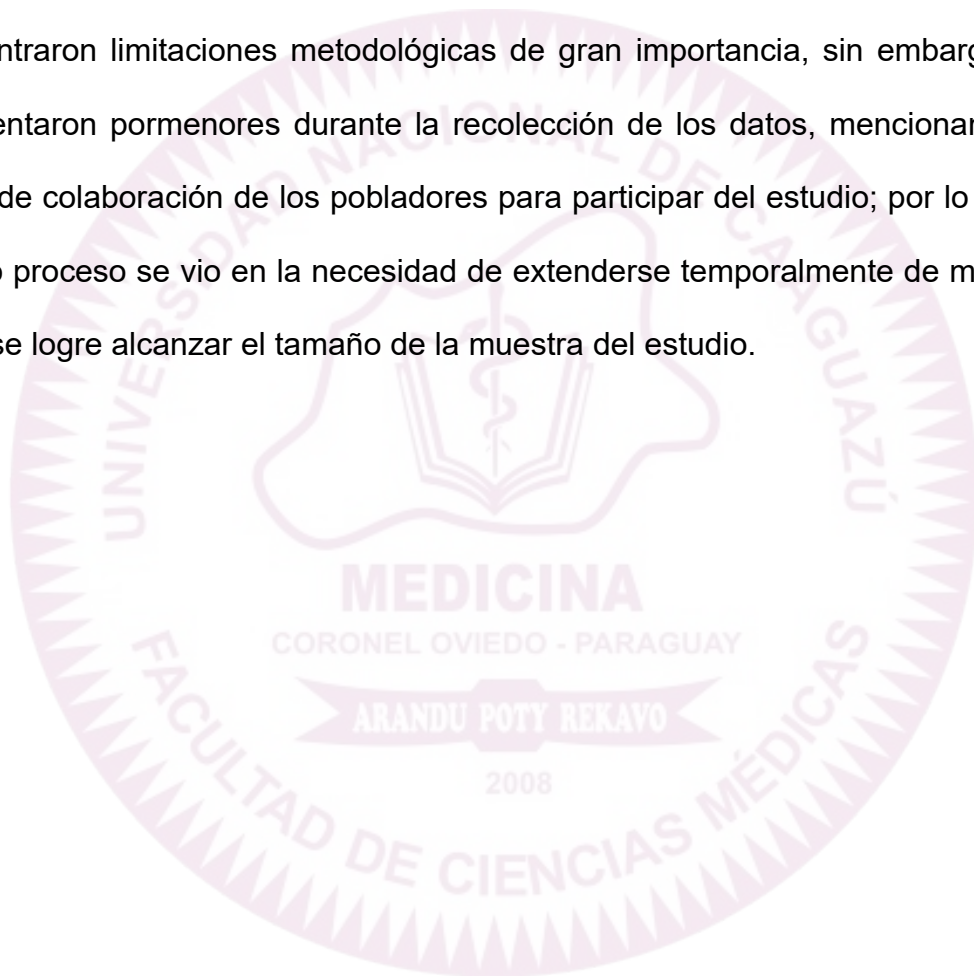 ntraron limitaciones metodológicas de gran importancia, sin embarg
entaron pormenores durante la recolección de los datos, mencionar
de colaboración de los pobladores para participar del estudio; por lo
o proceso se vio en la necesidad de extenderse temporalmente de m
se logre alcanzar el tamaño de la muestra del estudio.
UNIVERSIDAD NACIONAL DE CAAGUAZÚ
MEDICINA
CORONEL OVIEDO - PARAGUAY
ARANDU POTY REKAVO
2008
FACULTAD DE CIENCIAS MÉDICAS